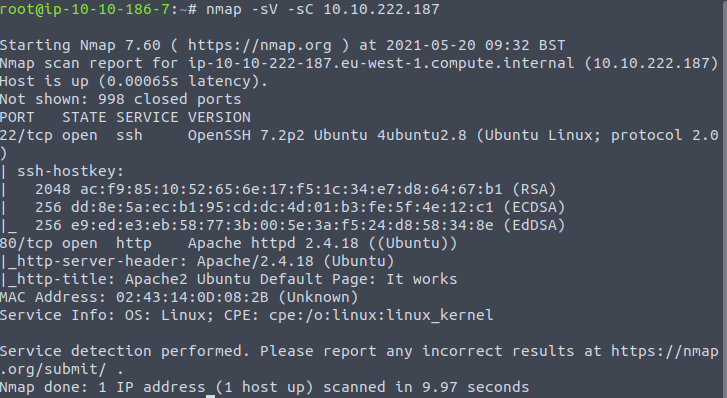 root@ip-10-10-186-7:~# nmap -sV -sC 10.10.222.187
Starting Nmap 7.60 ( https://nmap.org ) at 2021-05-20 09:32 BST
Nmap scan report for ip-10-10-222-187.eu-west-1.compute.internal (10.10.222.187)
Host is up (0.00065s latency).
Not shown: 998 closed ports
PORT   STATE SERVICE VERSION
22/tcp open  ssh     OpenSSH 7.2p2 Ubuntu 4ubuntu2.8 (Ubuntu Linux; protocol 2.0
)
| ssh-hostkey:
|   2048 ac:f9:85:10:52:65:6e:17:f5:1c:34:e7:d8:64:67:b1 (RSA)
|   256 dd:8e:5a:ec:b1:95:cd:dc:4d:01:b3:fe:5f:4e:12:c1 (ECDSA)
|_  256 e9:ed:e3:eb:58:77:3b:00:5e:3a:f5:24:d8:58:34:8e (EdDSA)
80/tcp open  http    Apache httpd 2.4.18 ((Ubuntu))
|_http-server-header: Apache/2.4.18 (Ubuntu)
|_http-title: Apache2 Ubuntu Default Page: It works
MAC Address: 02:43:14:0D:08:2B (Unknown)
Service Info: OS: Linux; CPE: cpe:/o:linux:linux_kernel
Service detection performed. Please report any incorrect results at https://nmap
.org/submit/ .
Nmap done: 1 IP address (1 host up) scanned in 9.97 seconds